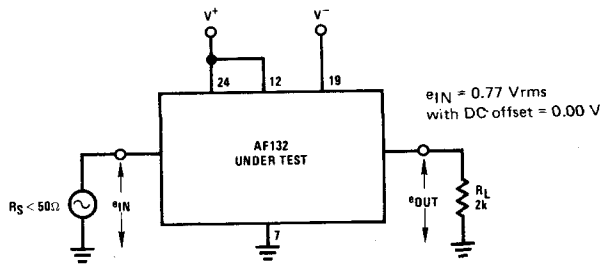 V+
V−
24
12
19
eIN = 0.77 Vrms
with DC offset = 0.00 V
AF132
UNDER TEST
RS < 50Ω
eIN
eOUT
RL
2k
7